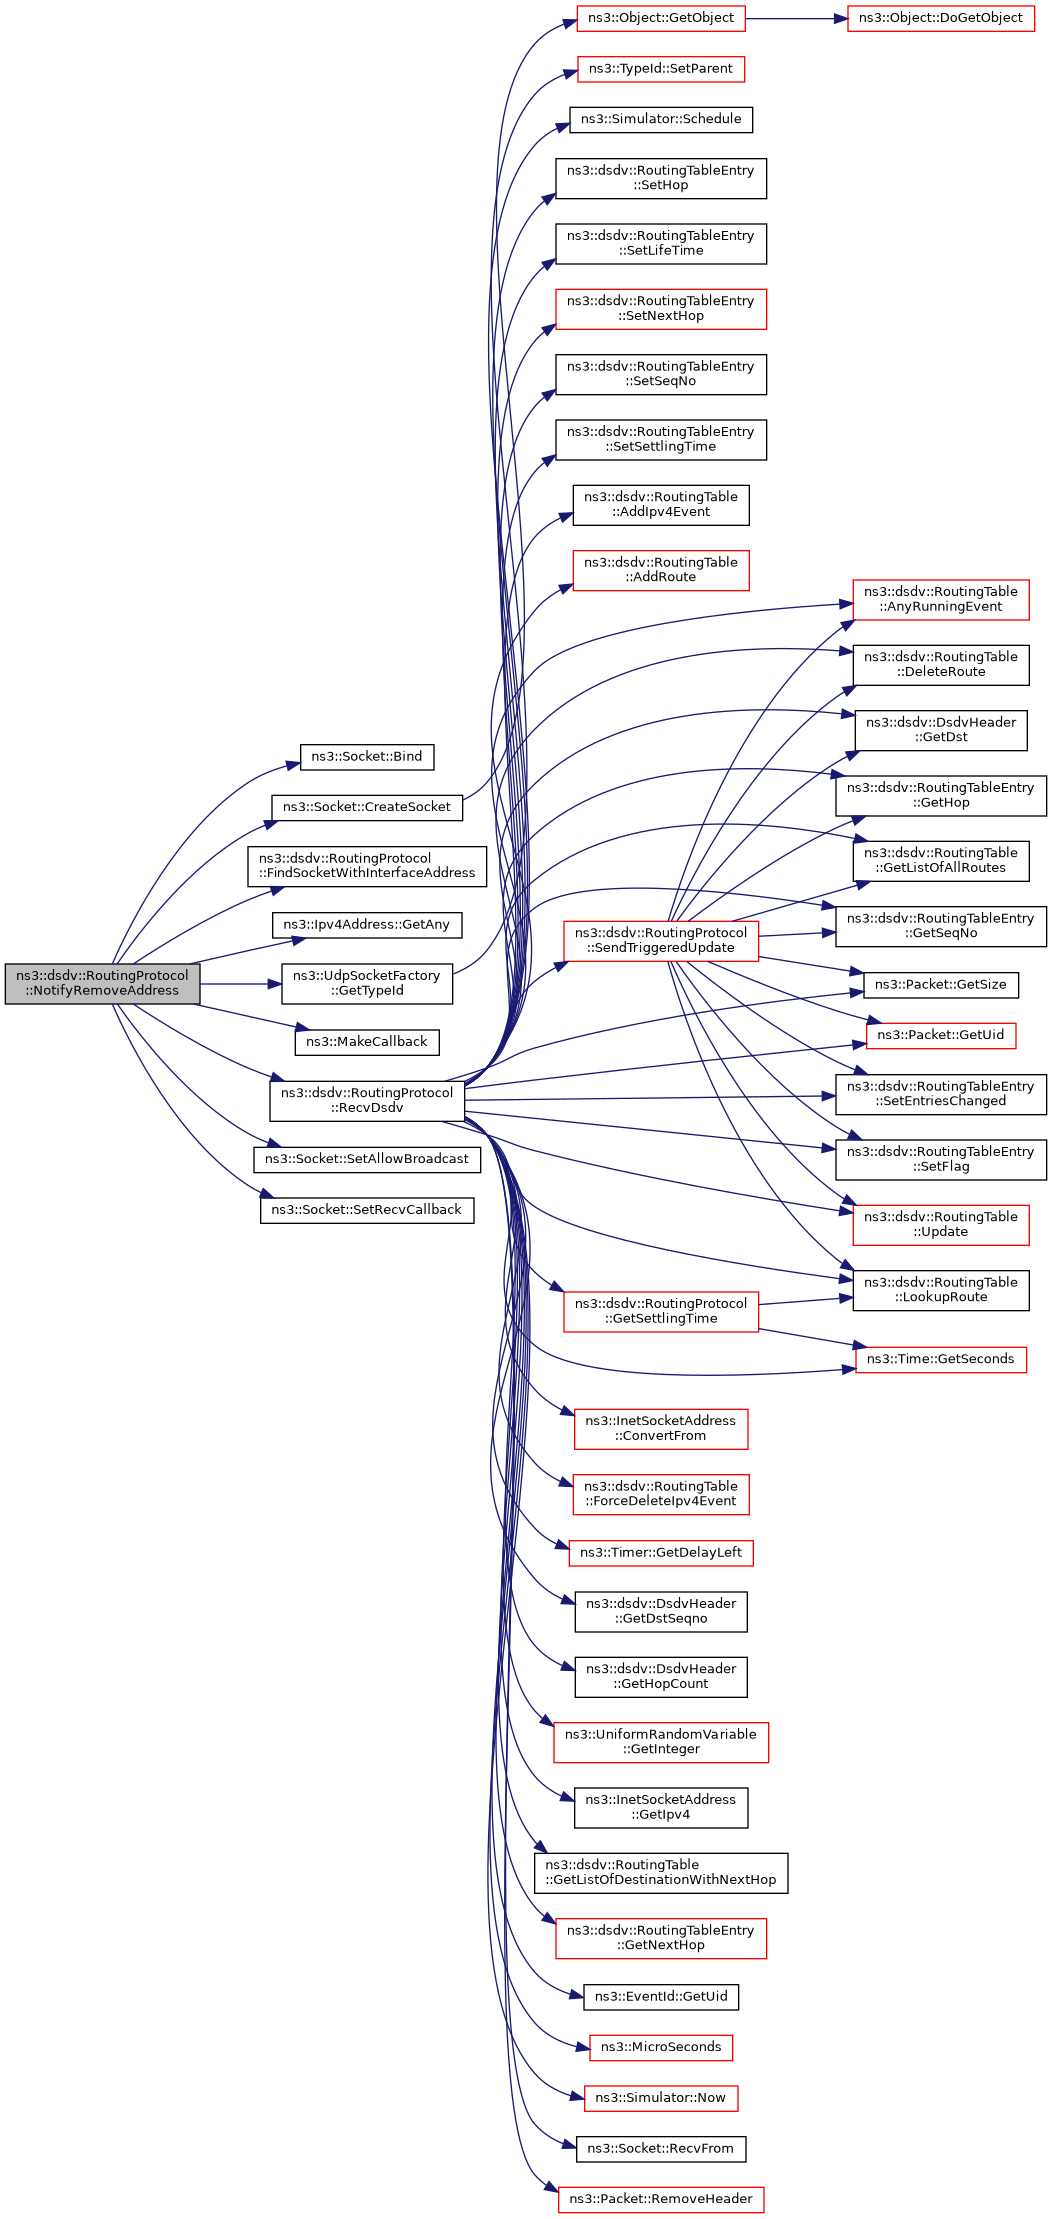 ns3::dsdv::RoutingProtocol
::NotifyRemoveAddress
ns3::Socket::Bind
ns3::Socket::CreateSocket
ns3::dsdv::RoutingProtocol
::FindSocketWithInterfaceAddress
ns3::Ipv4Address::GetAny
ns3::UdpSocketFactory
::GetTypeId
ns3::MakeCallback
ns3::dsdv::RoutingProtocol
::RecvDsdv
ns3::Socket::SetAllowBroadcast
ns3::Socket::SetRecvCallback
ns3::Object::GetObject
ns3::TypeId::SetParent
ns3::Simulator::Schedule
ns3::dsdv::RoutingTableEntry
::SetHop
ns3::dsdv::RoutingTableEntry
::SetLifeTime
ns3::dsdv::RoutingTableEntry
::SetNextHop
ns3::dsdv::RoutingTableEntry
::SetSeqNo
ns3::dsdv::RoutingTableEntry
::SetSettlingTime
ns3::dsdv::RoutingTable
::AddIpv4Event
ns3::dsdv::RoutingTable
::AddRoute
ns3::dsdv::RoutingProtocol
::SendTriggeredUpdate
ns3::dsdv::RoutingProtocol
::GetSettlingTime
ns3::InetSocketAddress
::ConvertFrom
ns3::dsdv::RoutingTable
::ForceDeleteIpv4Event
ns3::Timer::GetDelayLeft
ns3::dsdv::DsdvHeader
::GetDstSeqno
ns3::dsdv::DsdvHeader
::GetHopCount
ns3::UniformRandomVariable
::GetInteger
ns3::InetSocketAddress
::GetIpv4
ns3::dsdv::RoutingTable
::GetListOfDestinationWithNextHop
ns3::dsdv::RoutingTableEntry
::GetNextHop
ns3::EventId::GetUid
ns3::MicroSeconds
ns3::Simulator::Now
ns3::Socket::RecvFrom
ns3::Packet::RemoveHeader
ns3::Object::DoGetObject
ns3::dsdv::RoutingTable
::AnyRunningEvent
ns3::dsdv::RoutingTable
::DeleteRoute
ns3::dsdv::DsdvHeader
::GetDst
ns3::dsdv::RoutingTableEntry
::GetHop
ns3::dsdv::RoutingTable
::GetListOfAllRoutes
ns3::dsdv::RoutingTableEntry
::GetSeqNo
ns3::Packet::GetSize
ns3::Packet::GetUid
ns3::dsdv::RoutingTableEntry
::SetEntriesChanged
ns3::dsdv::RoutingTableEntry
::SetFlag
ns3::dsdv::RoutingTable
::Update
ns3::dsdv::RoutingTable
::LookupRoute
ns3::Time::GetSeconds